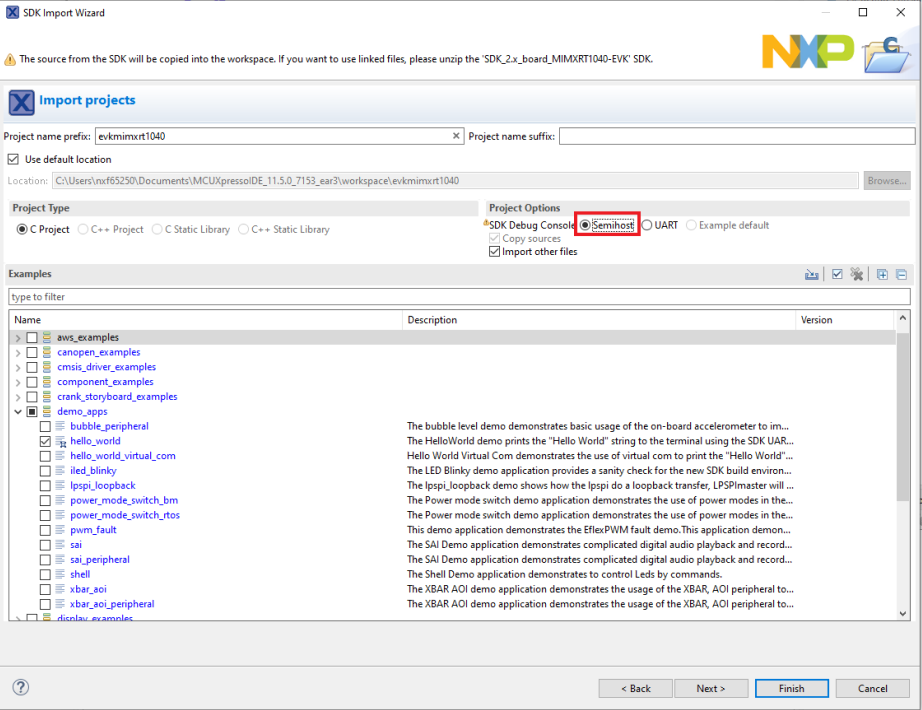 SDK Import Wizard
The source from the SDK will be copied into the workspace. If you want to use linked files, please unzip the 'SDK_2.x_board_MIMXRT1040-EVK' SDK.
NXP
Import projects
Project name prefix: evkmimxrt1040 Project name suffix:
Use default location
Location: C:\Users\nxf65250\Documents\MCUXpressoIDE_11.5.0_7153_ear3\workspace\evkmimxrt1040 Browse...
Project Type Project Options
C Project C++ Project C Static Library C++ Static Library SDK Debug Console Semihost UART Example default
Copy sources
Import other files
Examples
type to filter
Name Description Version
aws_examples
canopen_examples
cmsis_driver_examples
component_examples
crank_storyboard_examples
demo_apps
bubble_peripheral The bubble level demo demonstrates basic usage of the on-board accelerometer to im...
hello_world The HelloWorld demo prints the "Hello World" string to the terminal using the SDK UAR...
hello_world_virtual_com Hello World Virtual Com demonstrates the use of virtual com to print the "Hello World"...
iled_blinky The LED Blinky demo application provides a sanity check for the new SDK build environ...
lpspi_loopback The lpspi_loopback demo shows how the lpspi do a loopback transfer, LPSPImaster will ...
power_mode_switch_bm The Power mode switch demo application demonstrates the use of power modes in the...
power_mode_switch_rtos The Power mode switch demo application demonstrates the use of power modes in the...
pwm_fault This demo application demonstrates the EflexPWM fault demo.This application demon...
sai The SAI Demo application demonstrates complicated digital audio playback and record...
sai_peripheral The SAI Demo application demonstrates complicated digital audio playback and record...
shell The Shell Demo application demonstrates to control Leds by commands.
xbar_aoi The XBAR AOI demo application demonstrates the usage of the XBAR, AOI peripheral to...
xbar_aoi_peripheral The XBAR AOI demo application demonstrates the usage of the XBAR, AOI peripheral to...
display_examples
< Back Next > Finish Cancel